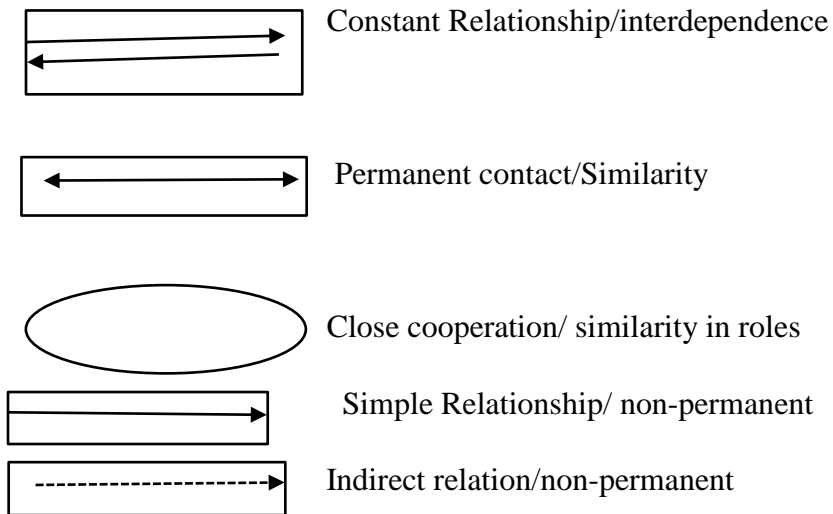 Constant Relationship/interdependence
Permanent contact/Similarity
Close cooperation/ similarity in roles
Simple Relationship/ non-permanent
Indirect relation/non-permanent